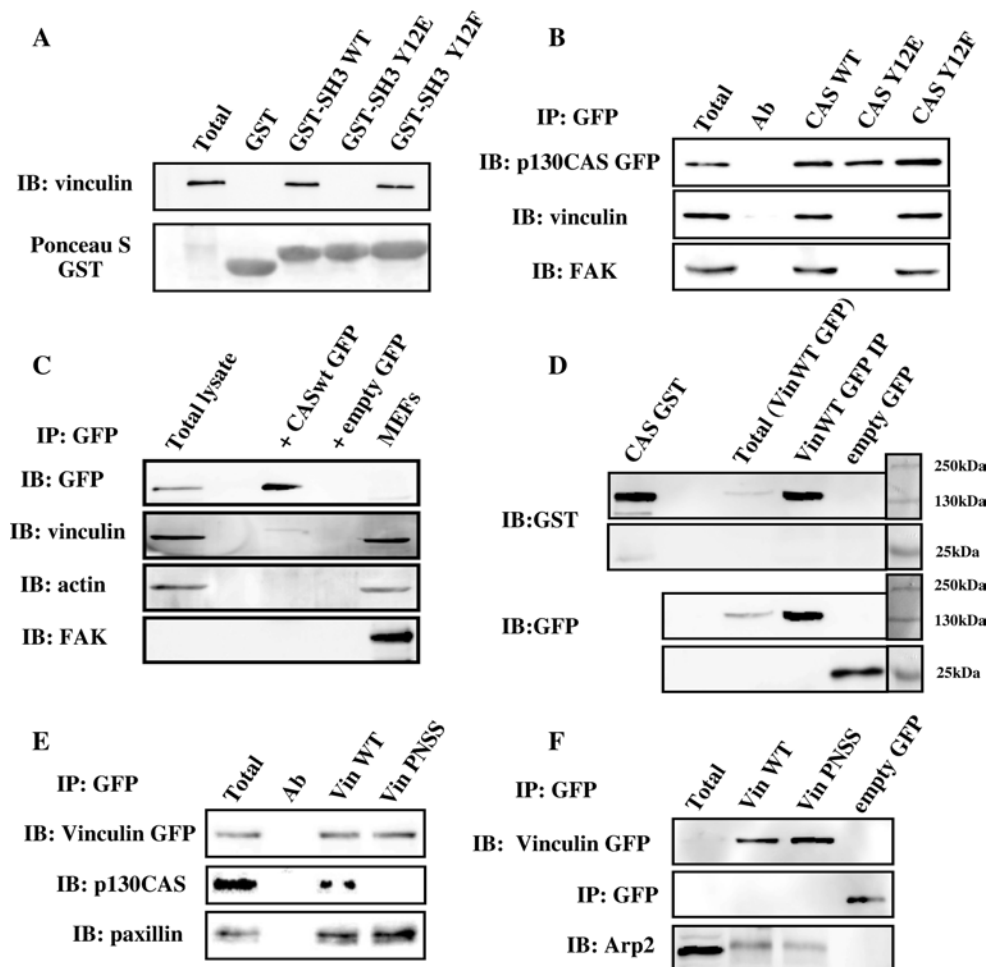 A
Total
GST
GST-SH3 WT
GST-SH3 Y12E
GST-SH3 Y12F
IB: vinculin
Ponceau S
GST
B
IP: GFP
Total
Ab
CAS WT
CAS Y12E
CAS Y12F
IB: p130CAS GFP
IB: vinculin
IB: FAK
C
IP: GFP
Total lysate
+ CASwt GFP
+ empty GFP
MEFs
IB: GFP
IB: vinculin
IB: actin
IB: FAK
D
CAS GST
Total (VinWT GFP)
VinWT GFP IP
empty GFP
IB:GST
250kDa
130kDa
25kDa
IB:GFP
250kDa
130kDa
25kDa
E
IP: GFP
Total
Ab
Vin WT
Vin PNSS
IB: Vinculin GFP
IB: p130CAS
IB: paxillin
F
IP: GFP
Total
Vin WT
Vin PNSS
empty GFP
IB: Vinculin GFP
IP: GFP
IB: Arp2